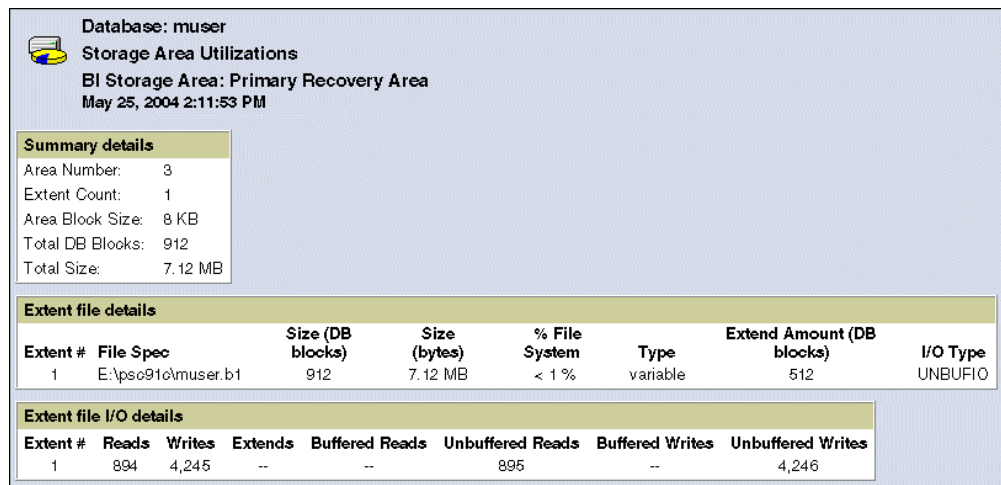 Database: muser
Storage Area Utilizations
BI Storage Area: Primary Recovery Area
May 25, 2004 2:11:53 PM
Summary details
Area Number: 3
Extent Count: 1
Area Block Size: 8 KB
Total DB Blocks: 912
Total Size: 7.12 MB
Extent file details
Extent # File Spec Size (DB blocks) Size (bytes) % File System Type Extend Amount (DB blocks) I/O Type
1 E:\psc91c\muser.b1 912 7.12 MB < 1 % variable 512 UNBUFIO
Extent file I/O details
Extent # Reads Writes Extends Buffered Reads Unbuffered Reads Buffered Writes Unbuffered Writes
1 894 4,245 -- -- 895 -- 4,246